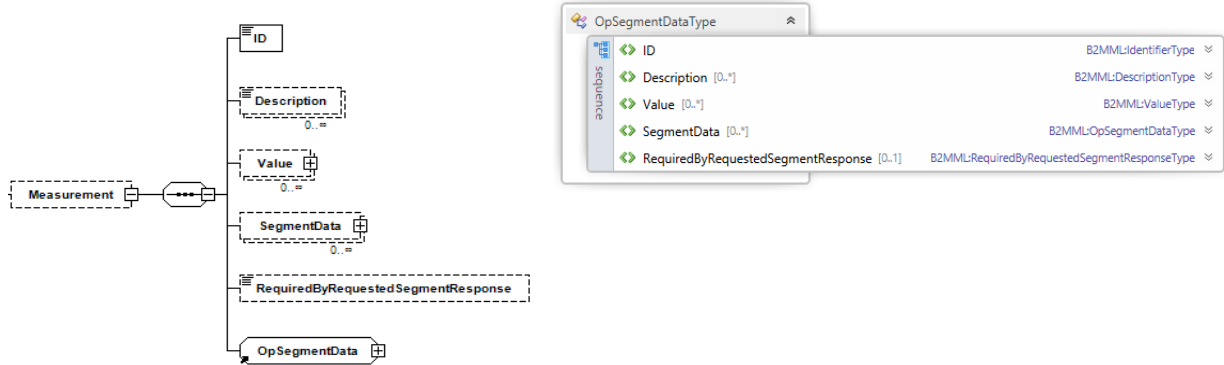 ID
Description
0..∞
Value
0..∞
Measurement
SegmentData
0..∞
RequiredByRequestedSegmentResponse
OpSegmentData
OpSegmentDataType
sequence
ID B2MML:IdentifierType
Description [0..*] B2MML:DescriptionType
Value [0..*] B2MML:ValueType
SegmentData [0..*] B2MML:OpSegmentDataType
RequiredByRequestedSegmentResponse [0..1] B2MML:RequiredByRequestedSegmentResponseType